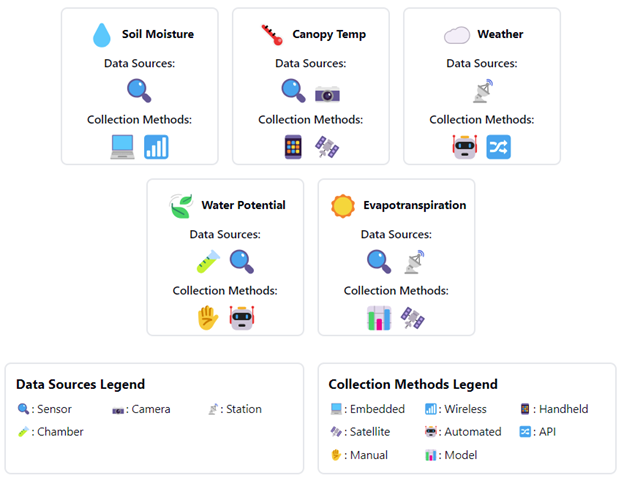 Soil Moisture
Data Sources:
Collection Methods:
Canopy Temp
Data Sources:
Collection Methods:
Weather
Data Sources:
Collection Methods:
Water Potential
Data Sources:
Collection Methods:
Evapotranspiration
Data Sources:
Collection Methods:
Data Sources Legend
: Sensor
: Camera
: Station
: Chamber
Collection Methods Legend
: Embedded
: Wireless
: Handheld
: Satellite
: Automated
: API
: Manual
: Model